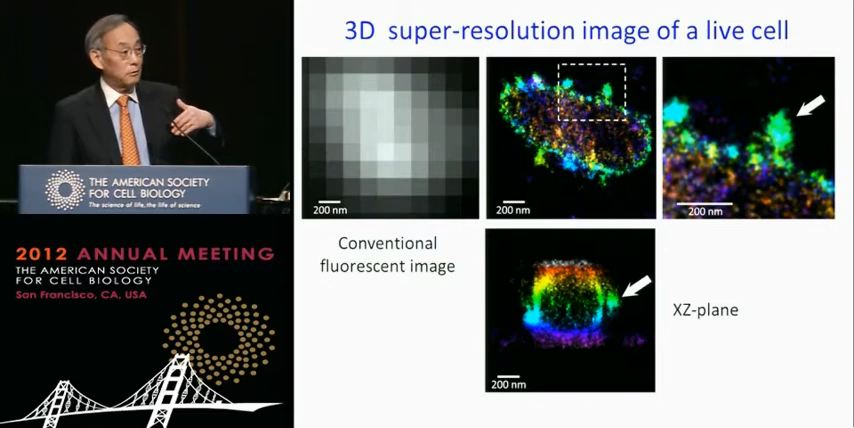 3D super-resolution image of a live cell
THE AMERICAN SOCIETY
FOR CELL BIOLOGY
The science of life, the life of science
2012 ANNUAL MEETING
THE AMERICAN SOCIETY
FOR CELL BIOLOGY
San Francisco, CA, USA
200 nm
200 nm
200 nm
Conventional
fluorescent image
XZ-plane
200 nm